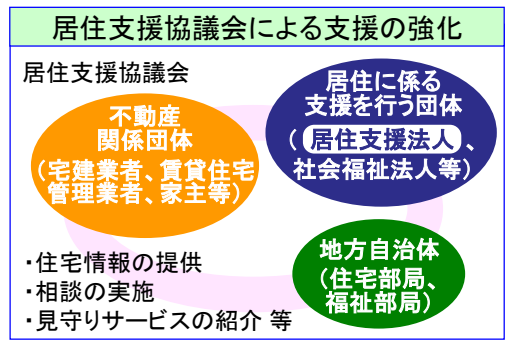 居住支援協議会による支援の強化
居住支援協議会
不動産
関係団体
（宅建業者、賃貸住宅
管理業者、家主等）
居住に係る
支援を行う団体
（ 居住支援法人 、
社会福祉法人等）
地方自治体
（住宅部局、
福祉部局）
・住宅情報の提供
・相談の実施
・見守りサービスの紹介 等